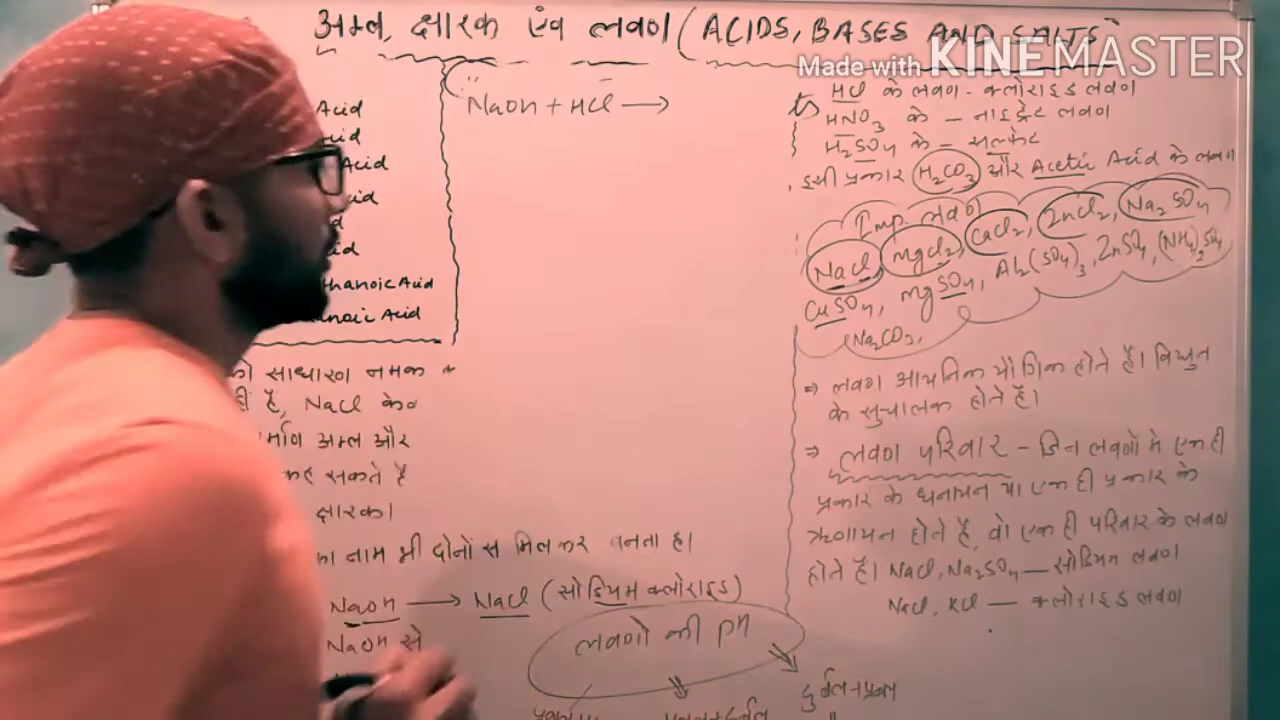 अम्ल, क्षारक एंव लवण (ACIDS, BASES AND SALTS
Made with KINEMASTER
Acid
Acid
Acid
thanoic Acid
anoic Acid
NaOH + HCl →
HCl के लवण - क्लोराइड लवण
HNO3 के - नाइट्रेट लवण
H2SO4 के - सल्फेट
इसी प्रकार H2CO3 और Acetic Acid के लवण
Imp. लवण
NaCl, MgCl2, CaCl2, ZnCl2, Na2SO4
CuSO4, MgSO4, Al2(SO4)3, ZnSO4, (NH4)2SO4
Na2CO3,
⇒ लवण आयनिक यौगिक होते है। विधुत
के सुचालक होते है।
⇒ लवण परिवार - जिन लवणों मे एक ही
प्रकार के धनायन या एक ही प्रकार के
ऋणायन होते है, वो एक ही परिवार के लवण
होते है। NaCl, Na2SO4 — सोडियम लवण
NaCl, KCl — क्लोराइड लवण
को साधारण नमक
है, NaCl केव
अम्ल और
कह सकते है
क्षारक।
का नाम भी दोनों स मिलकर बनता है।
NaOH → NaCl (सोडियम क्लोराइड)
NaOH से
लवणों की pH
दुर्बल+प्रबल